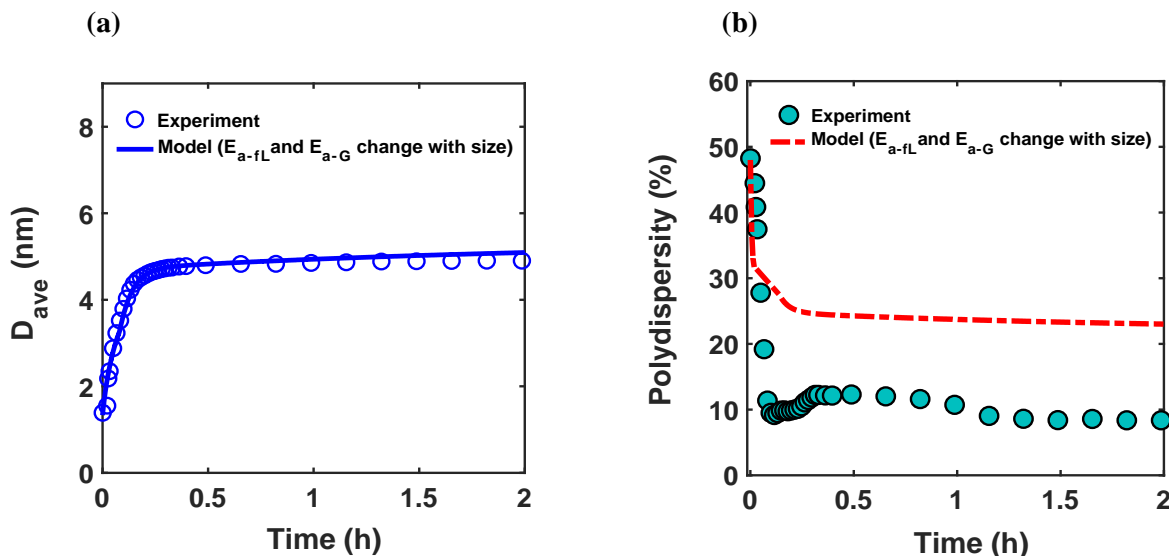 (a)
8
6
4
2
0
D_ave (nm)
Experiment
Model (E_a-fL and E_a-G change with size)
0 0.5 1 1.5 2
Time (h)
(b)
60
50
40
30
20
10
0
Polydispersity (%)
Experiment
Model (E_a-fL and E_a-G change with size)
0 0.5 1 1.5 2
Time (h)